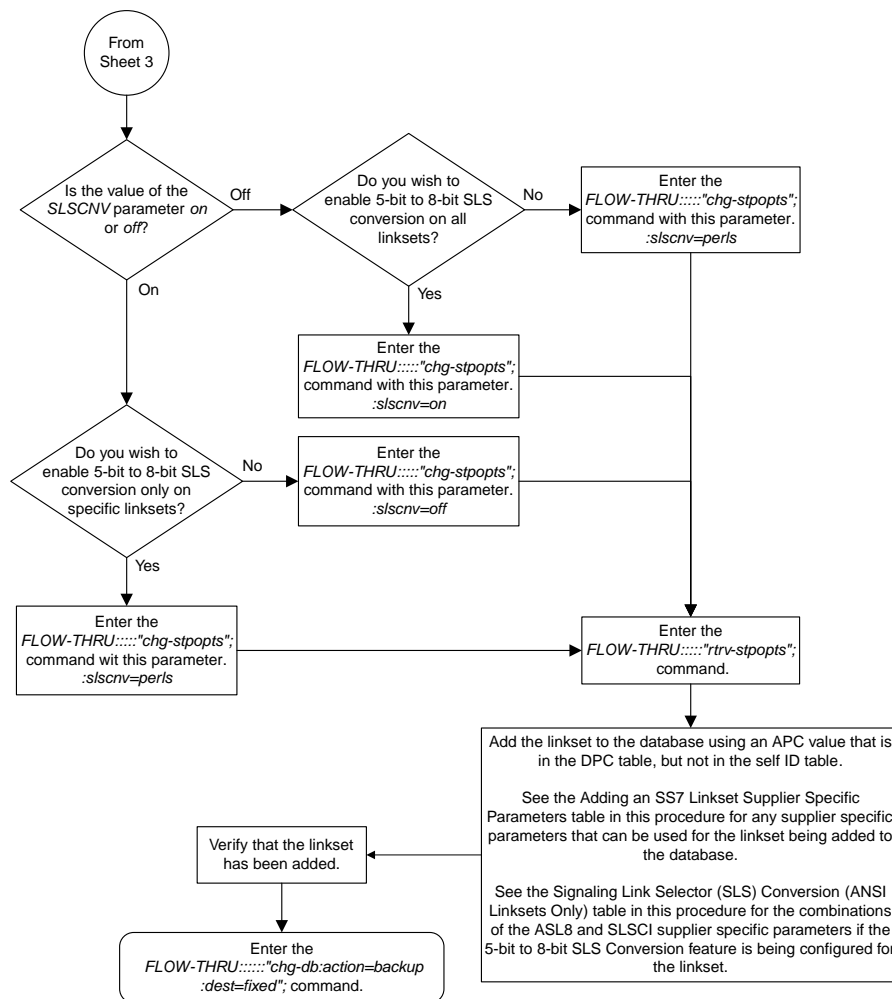 From
Sheet 3
Is the value of the
SLSCNV parameter on
or off?
Off
On
Do you wish to
enable 5-bit to 8-bit SLS
conversion on all
linksets?
No
Yes
Enter the
FLOW-THRU:::::"chg-stpopts";
command with this parameter.
:slscnv=perls
Enter the
FLOW-THRU:::::"chg-stpopts";
command with this parameter.
:slscnv=on
Do you wish to
enable 5-bit to 8-bit SLS
conversion only on
specific linksets?
No
Yes
Enter the
FLOW-THRU:::::"chg-stpopts";
command with this parameter.
:slscnv=off
Enter the
FLOW-THRU:::::"chg-stpopts";
command wit this parameter.
:slscnv=perls
Enter the
FLOW-THRU:::::"rtrv-stpopts";
command.
Add the linkset to the database using an APC value that is
in the DPC table, but not in the self ID table.
See the Adding an SS7 Linkset Supplier Specific
Parameters table in this procedure for any supplier specific
parameters that can be used for the linkset being added to
the database.
See the Signaling Link Selector (SLS) Conversion (ANSI
Linksets Only) table in this procedure for the combinations
of the ASL8 and SLSCI supplier specific parameters if the
5-bit to 8-bit SLS Conversion feature is being configured for
the linkset.
Verify that the linkset
has been added.
Enter the
FLOW-THRU::::::"chg-db:action=backup
:dest=fixed"; command.